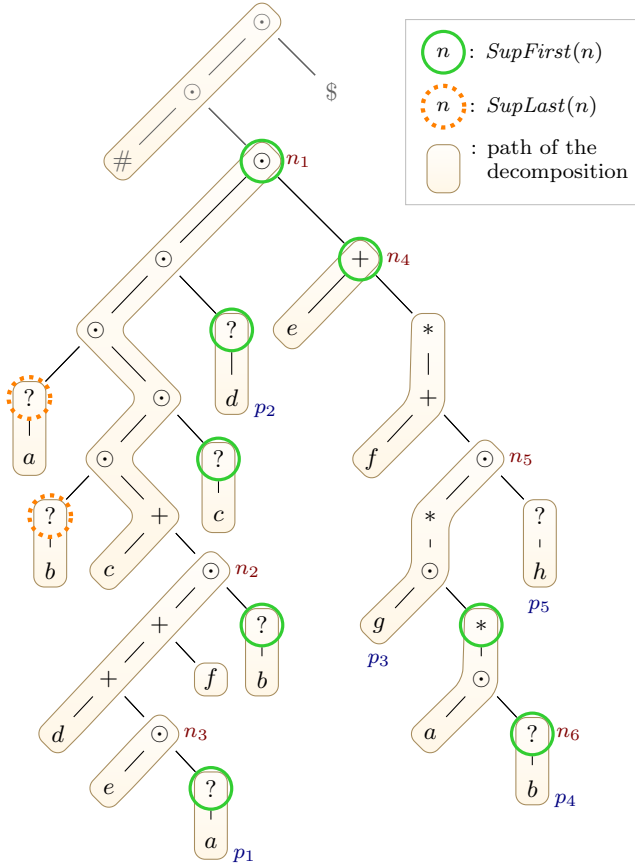 ⊙
n : SupFirst(n)
$
n : SupLast(n)
⊙
: path of the
decomposition
#
⊙ n1
⊙
+ n4
⊙
?
e
*
?
⊙
d
+
p2
a
⊙
?
f
⊙ n5
?
+
c
*
?
b
c
⊙ n2
⊙
h
p5
+
?
g
*
p3
+
f
b
⊙
d
⊙ n3
a
? n6
e
?
b
p4
a
p1